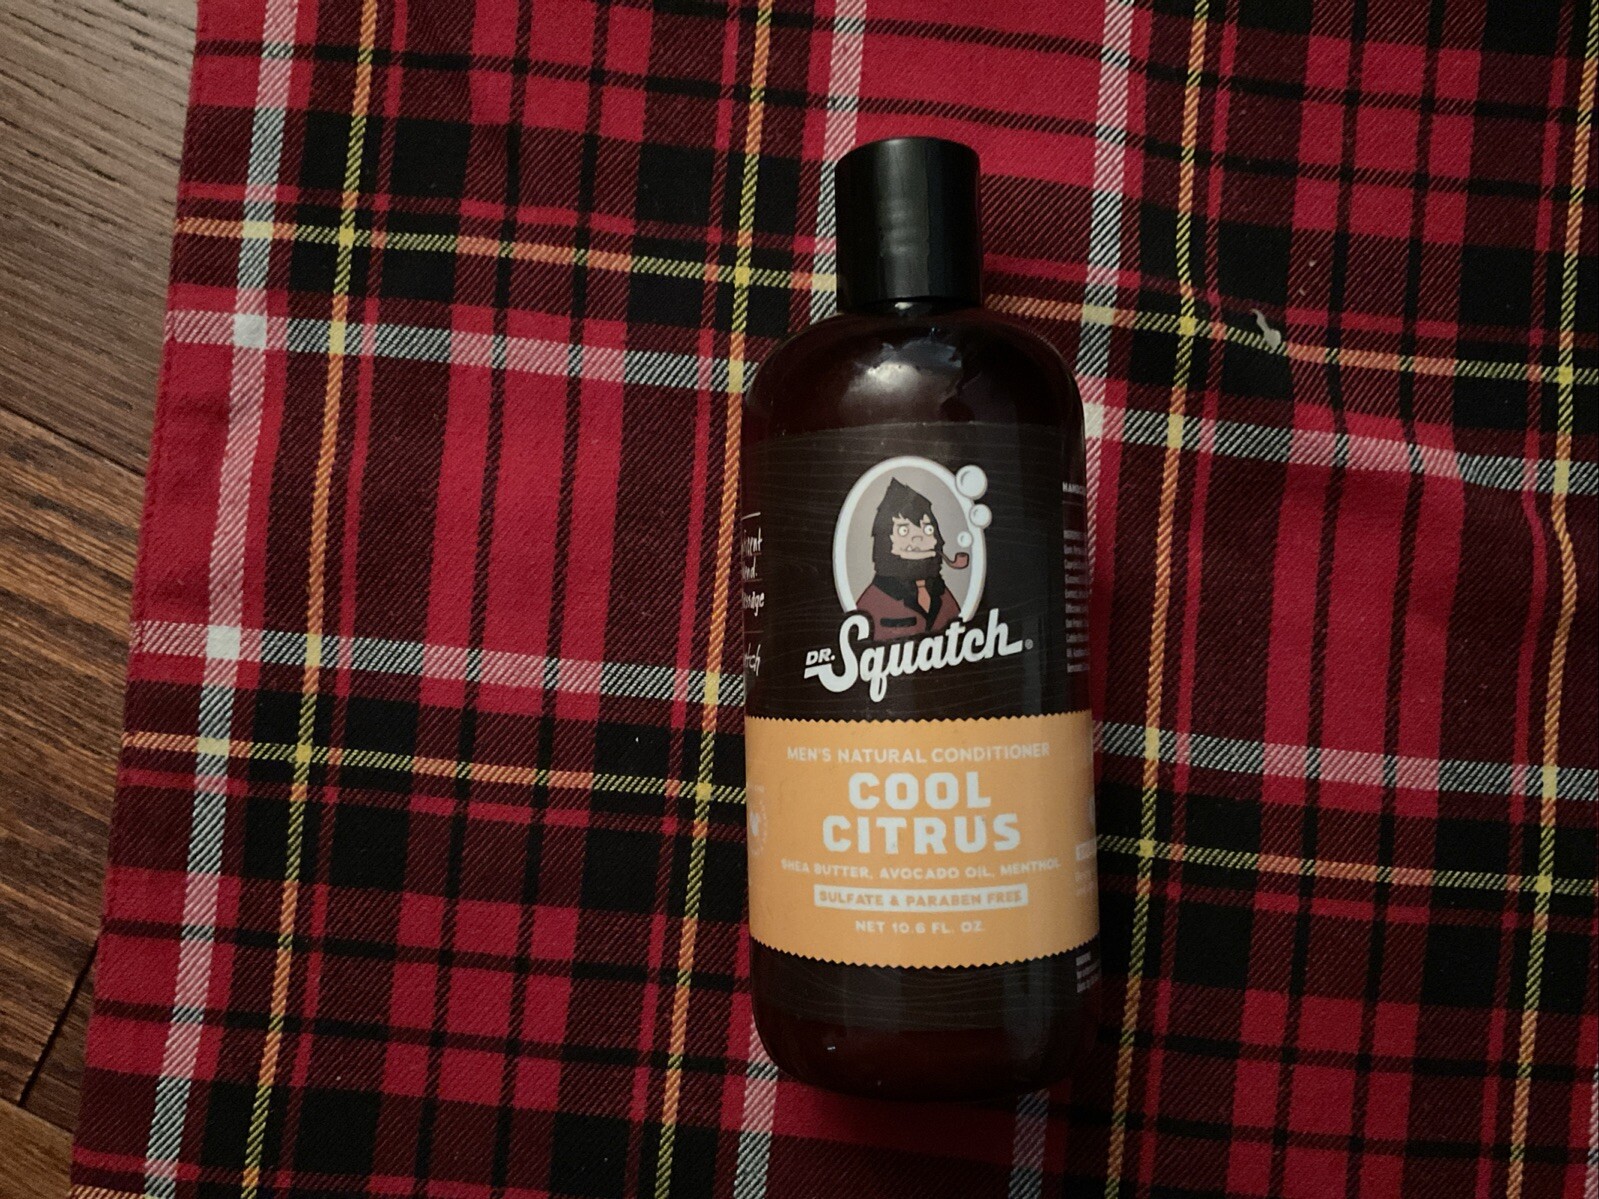 DR. Squatch®
MEN'S NATURAL CONDITIONER
COOL
CITRUS
SHEA BUTTER, AVOCADO OIL, MENTHOL
SULFATE & PARABEN FREE
NET 10.6 FL. OZ.